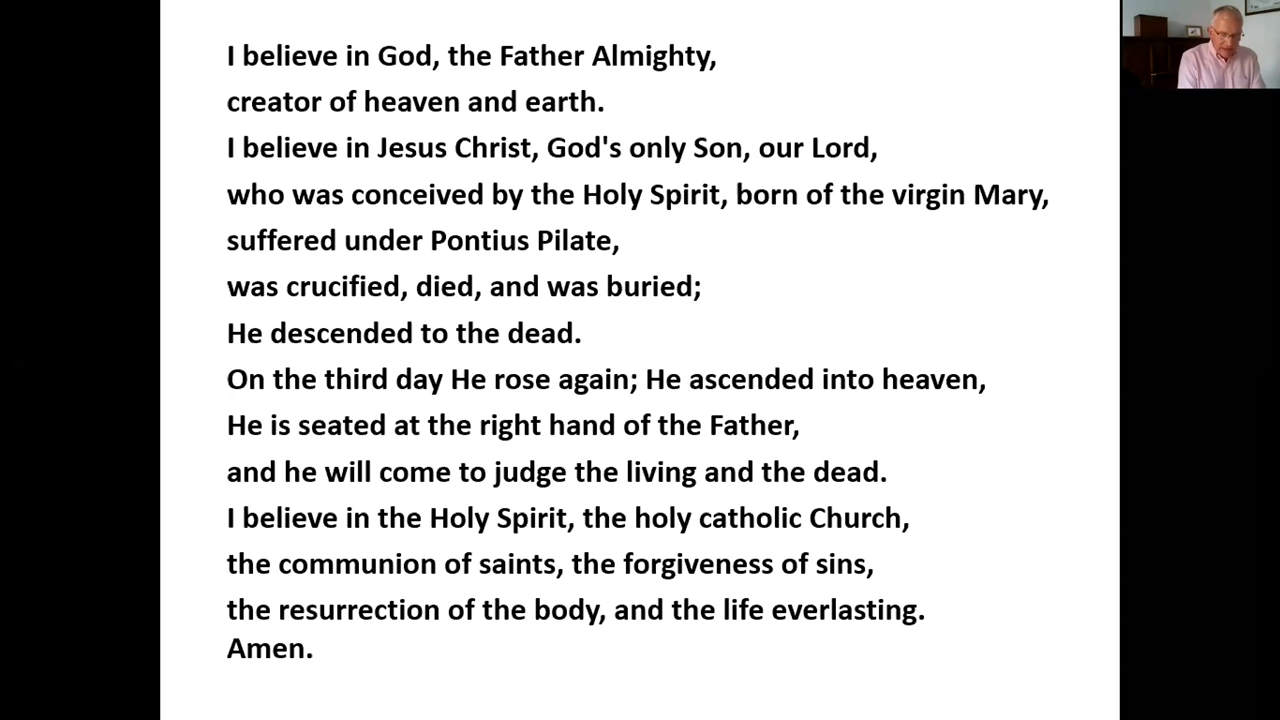 I believe in God, the Father Almighty,
creator of heaven and earth.
I believe in Jesus Christ, God's only Son, our Lord,
who was conceived by the Holy Spirit, born of the virgin Mary,
suffered under Pontius Pilate,
was crucified, died, and was buried;
He descended to the dead.
On the third day He rose again; He ascended into heaven,
He is seated at the right hand of the Father,
and he will come to judge the living and the dead.
I believe in the Holy Spirit, the holy catholic Church,
the communion of saints, the forgiveness of sins,
the resurrection of the body, and the life everlasting.
Amen.